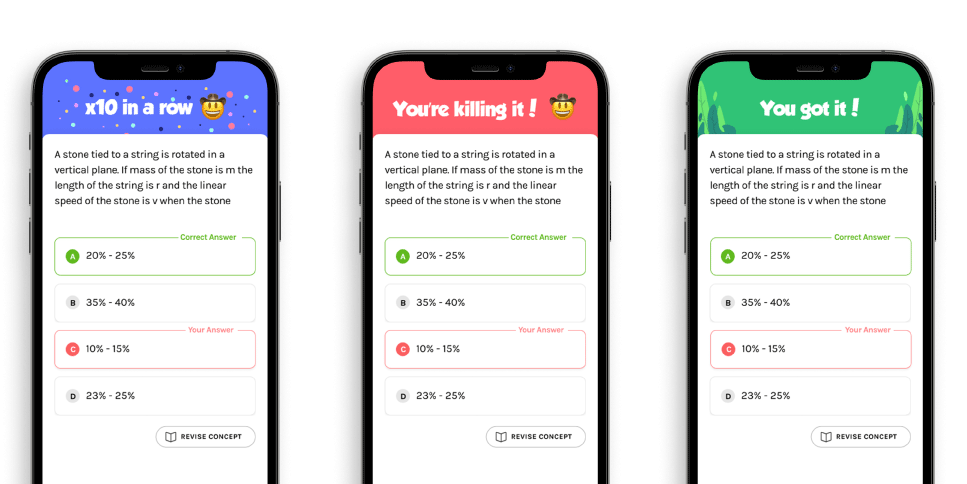 x10 in a row
A stone tied to a string is rotated in a
vertical plane. If mass of the stone is m the
length of the string is r and the linear
speed of the stone is v when the stone
Correct Answer
A 20% - 25%
B 35% - 40%
Your Answer
C 10% - 15%
D 23% - 25%
REVISE CONCEPT
You're killing it!
A stone tied to a string is rotated in a
vertical plane. If mass of the stone is m the
length of the string is r and the linear
speed of the stone is v when the stone
Correct Answer
A 20% - 25%
B 35% - 40%
Your Answer
C 10% - 15%
D 23% - 25%
REVISE CONCEPT
You got it!
A stone tied to a string is rotated in a
vertical plane. If mass of the stone is m the
length of the string is r and the linear
speed of the stone is v when the stone
Correct Answer
A 20% - 25%
B 35% - 40%
Your Answer
C 10% - 15%
D 23% - 25%
REVISE CONCEPT